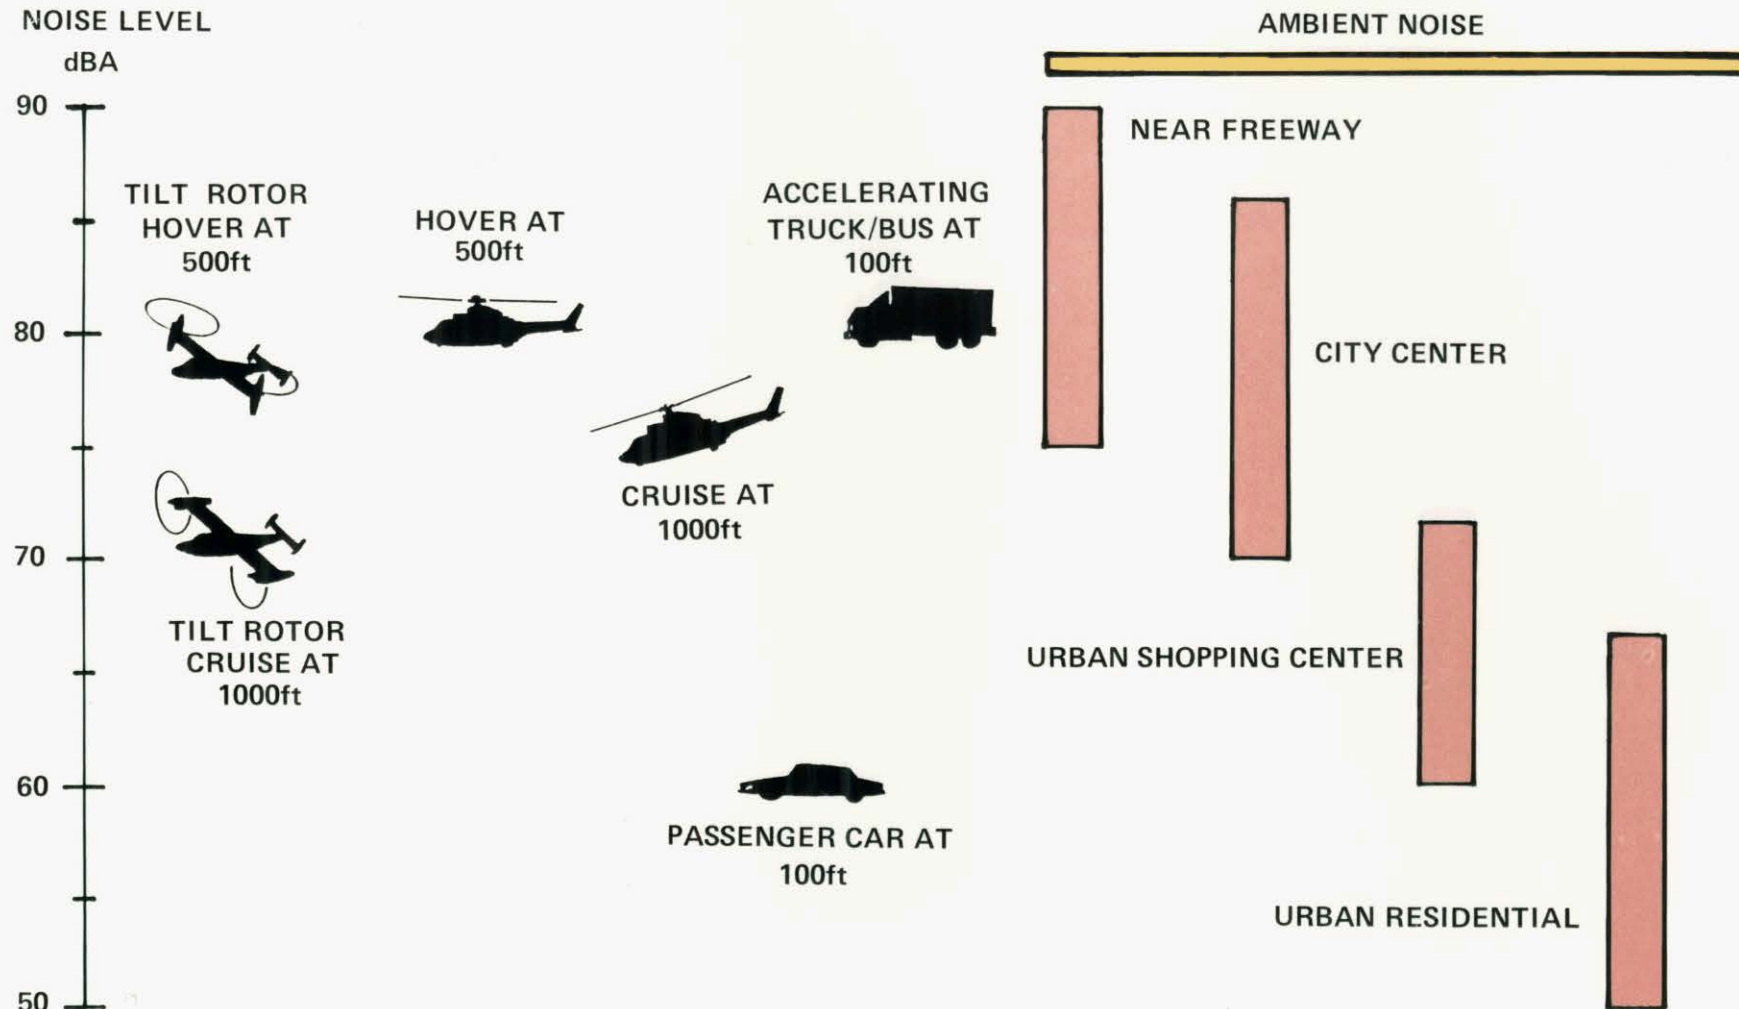 NOISE LEVEL
dBA
90
80
70
60
50
TILT ROTOR
HOVER AT
500ft
HOVER AT
500ft
ACCELERATING
TRUCK/BUS AT
100ft
CRUISE AT
1000ft
TILT ROTOR
CRUISE AT
1000ft
PASSENGER CAR AT
100ft
AMBIENT NOISE
NEAR FREEWAY
CITY CENTER
URBAN SHOPPING CENTER
URBAN RESIDENTIAL